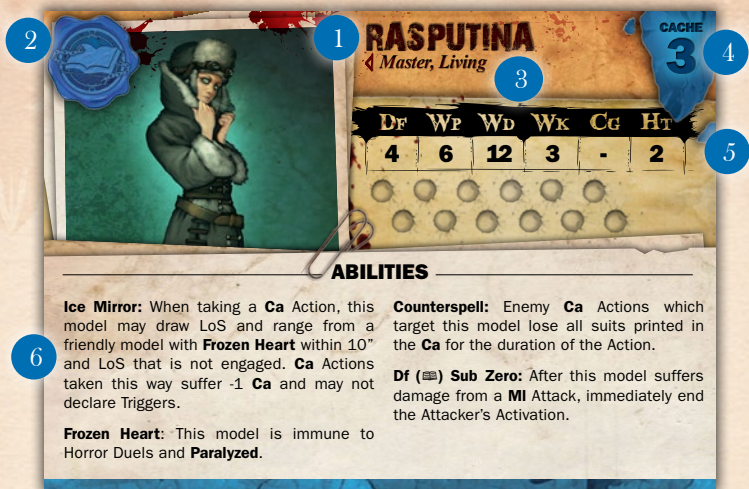 2
1
RASPUTINA
Master, Living
3
CACHE
3
4
Df Wp Wd Wk Cg Ht
4 6 12 3 - 2
5
ABILITIES
6
Ice Mirror: When taking a Ca Action, this
model may draw LoS and range from a
friendly model with Frozen Heart within 10”
and LoS that is not engaged. Ca Actions
taken this way suffer -1 Ca and may not
declare Triggers.
Frozen Heart: This model is immune to
Horror Duels and Paralyzed.
Counterspell: Enemy Ca Actions which
target this model lose all suits printed in
the Ca for the duration of the Action.
Df (🕮) Sub Zero: After this model suffers
damage from a Ml Attack, immediately end
the Attacker's Activation.